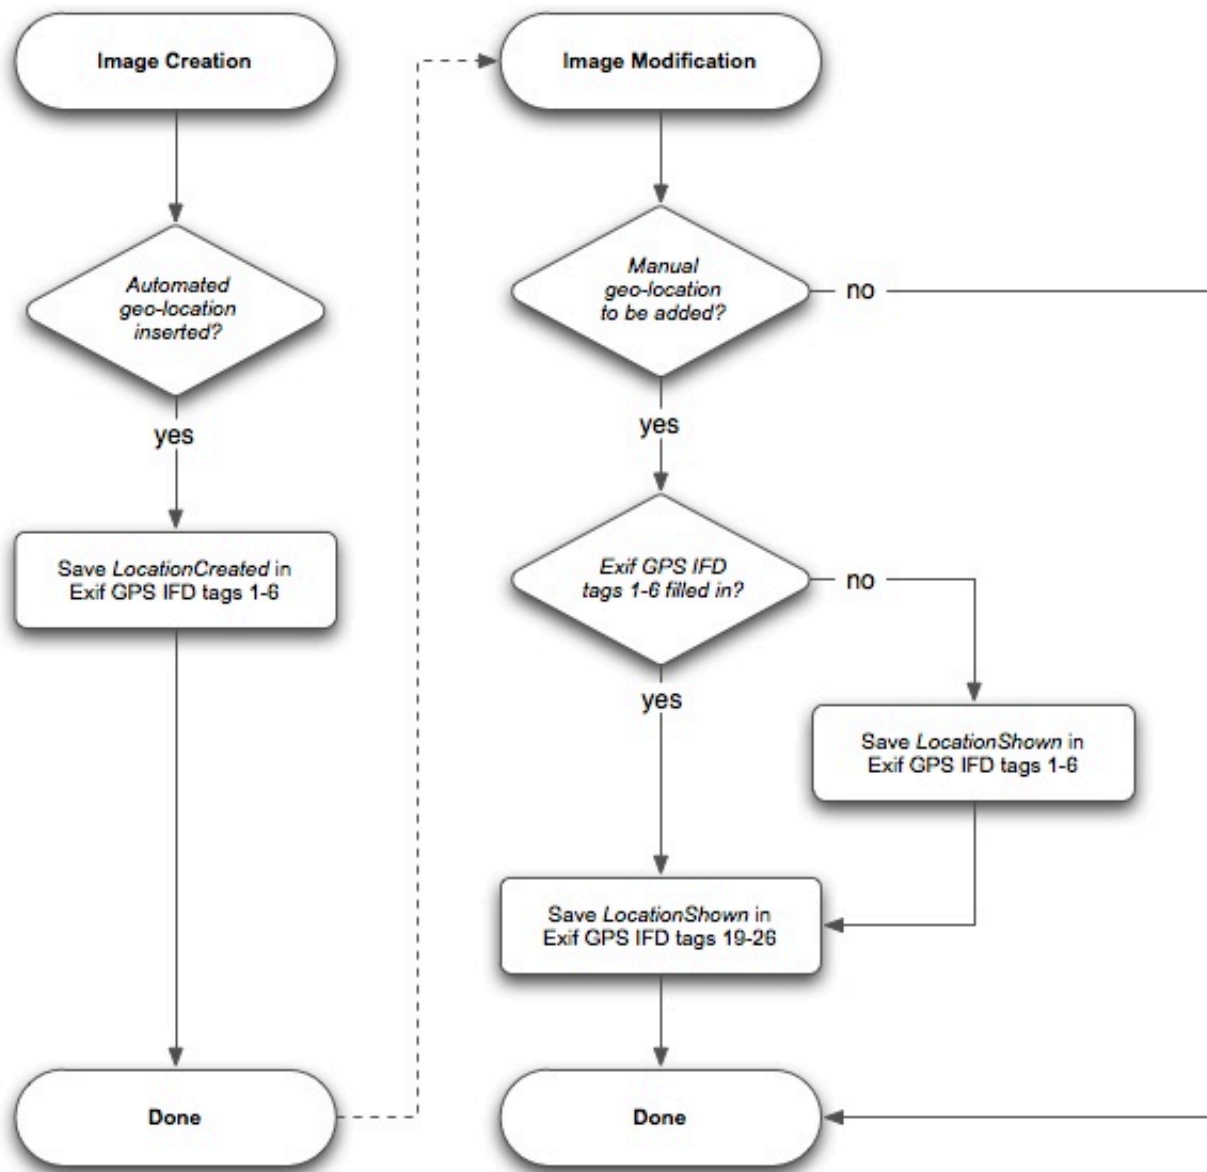 Image Creation
Automated
geo-location
inserted?
yes
Save LocationCreated in
Exif GPS IFD tags 1-6
Done
Image Modification
Manual
geo-location
to be added?
no
yes
Exif GPS IFD
tags 1-6 filled in?
no
yes
Save LocationShown in
Exif GPS IFD tags 1-6
Save LocationShown in
Exif GPS IFD tags 19-26
Done